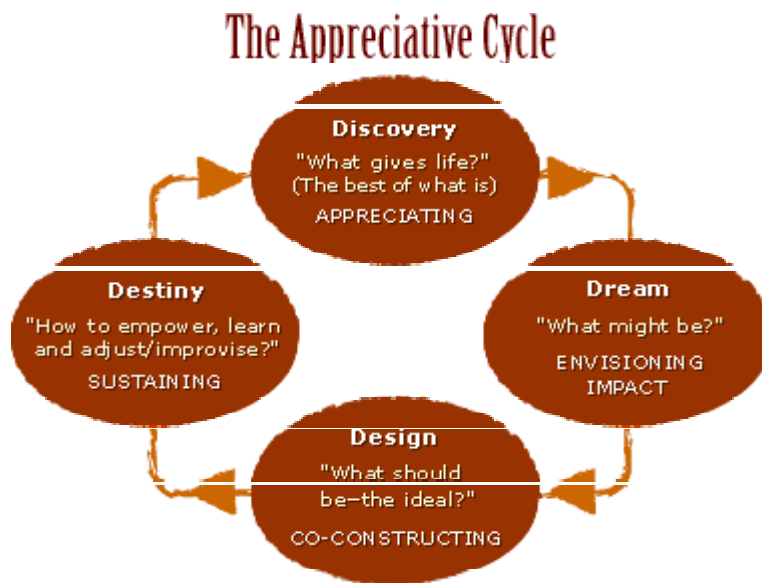 The Appreciative Cycle
Discovery
"What gives life?"
(The best of what is)
APPRECIATING
Destiny
"How to empower, learn
and adjust/improvise?"
SUSTAINING
Dream
"What might be?"
ENVISIONING
IMPACT
Design
"What should
be—the ideal?"
CO-CONSTRUCTING